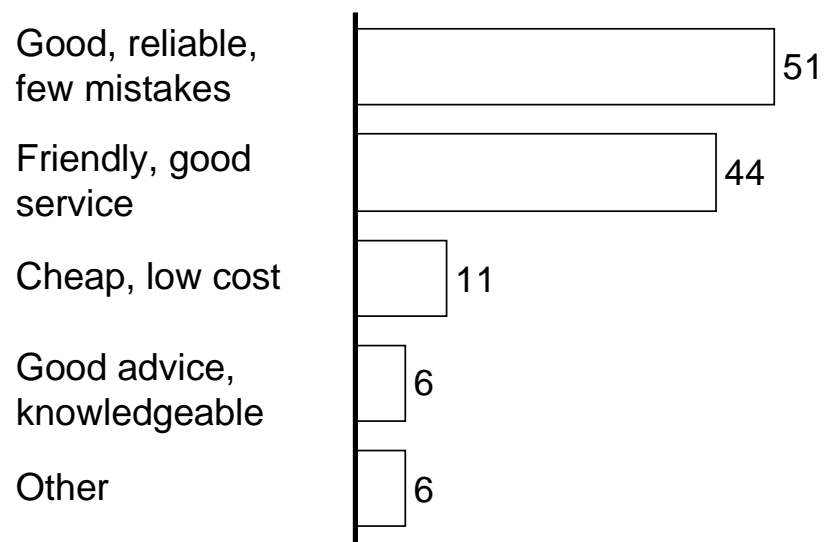 Good, reliable,
few mistakes
51
Friendly, good
service
44
Cheap, low cost
11
Good advice,
knowledgeable
6
Other
6